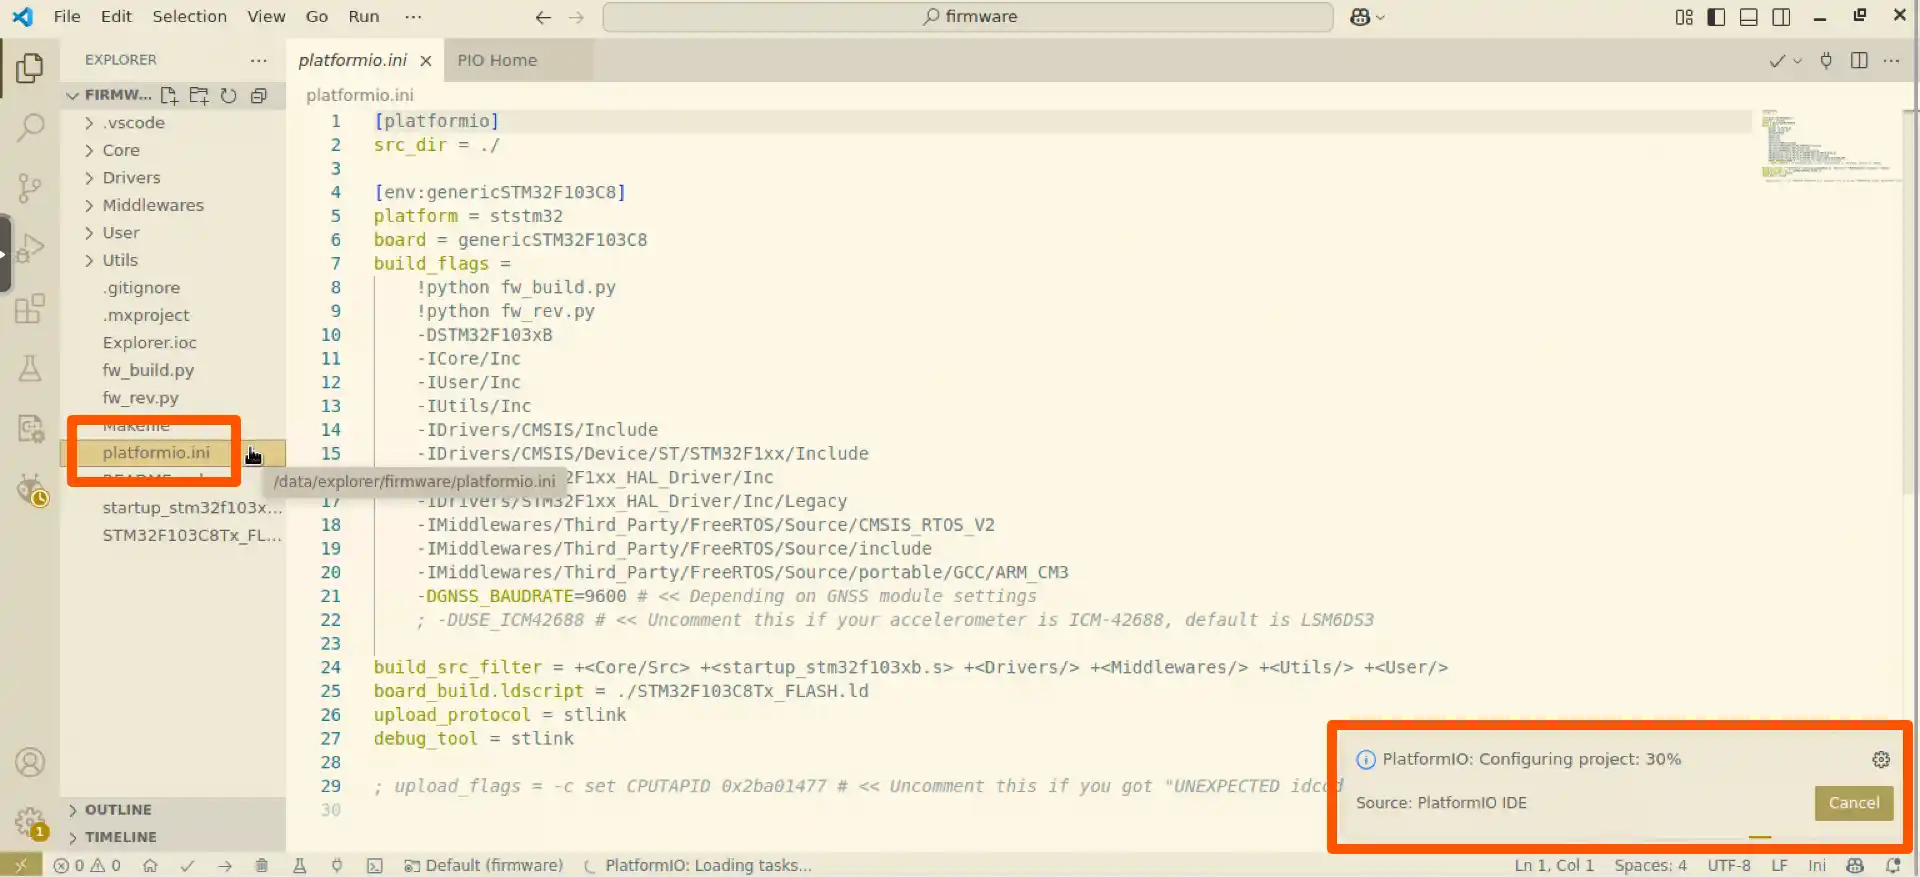 File Edit Selection View Go Run ···
firmware
EXPLORER
platformio.ini
PIO Home
FIRMW...
platformio.ini
.vscode
Core
Drivers
Middlewares
User
Utils
.gitignore
.mxproject
Explorer.ioc
fw_build.py
fw_rev.py
Makefile
platformio.ini
startup_stm32f103x...
STM32F103C8Tx_FL...
/data/explorer/firmware/platformio.ini
1 [platformio]
2 src_dir = ./
3
4 [env:genericSTM32F103C8]
5 platform = ststm32
6 board = genericSTM32F103C8
7 build_flags =
8 !python fw_build.py
9 !python fw_rev.py
10 -DSTM32F103xB
11 -ICore/Inc
12 -IUser/Inc
13 -IUtils/Inc
14 -IDrivers/CMSIS/Include
15 -IDrivers/CMSIS/Device/ST/STM32F1xx/Include
2F1xx_HAL_Driver/Inc
17 -IDrivers/STM32F1xx_HAL_Driver/Inc/Legacy
18 -IMiddlewares/Third_Party/FreeRTOS/Source/CMSIS_RTOS_V2
19 -IMiddlewares/Third_Party/FreeRTOS/Source/include
20 -IMiddlewares/Third_Party/FreeRTOS/Source/portable/GCC/ARM_CM3
21 -DGNSS_BAUDRATE=9600 # << Depending on GNSS module settings
22 ; -DUSE_ICM42688 # << Uncomment this if your accelerometer is ICM-42688, default is LSM6DS3
23
24 build_src_filter = +<Core/Src> +<startup_stm32f103xb.s> +<Drivers/> +<Middlewares/> +<Utils/> +<User/>
25 board_build.ldscript = ./STM32F103C8Tx_FLASH.ld
26 upload_protocol = stlink
27 debug_tool = stlink
28
29 ; upload_flags = -c set CPUTAPID 0x2ba01477 # << Uncomment this if you got "UNEXPECTED idcod
30
PlatformIO: Configuring project: 30%
Source: PlatformIO IDE
Cancel
OUTLINE
TIMELINE
1
0 0
Default (firmware)
PlatformIO: Loading tasks...
Ln 1, Col 1
Spaces: 4
UTF-8
LF
Ini